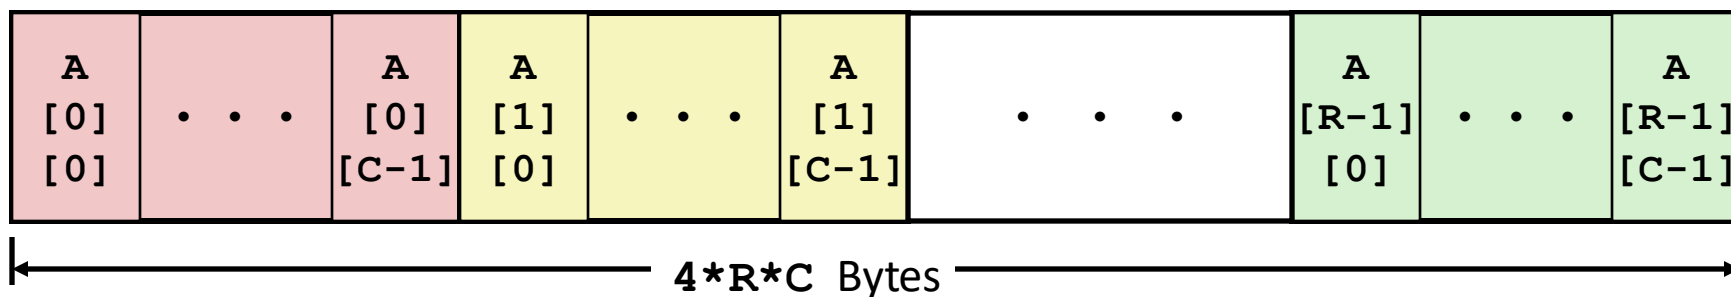 A A A A A A
[0] • • • [0] [1] • • • [1] • • • [R-1] • • • [R-1]
[0] [C-1] [0] [C-1] [0] [C-1]
4*R*C Bytes